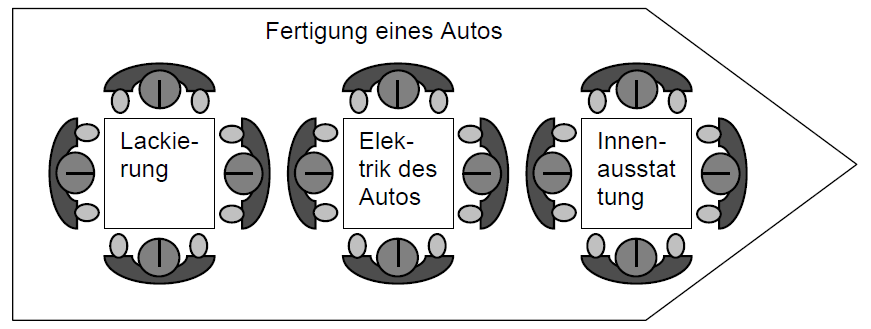 Fertigung eines Autos
Lackie-
rung
Elek-
trik des
Autos
Innen-
ausstat
tung